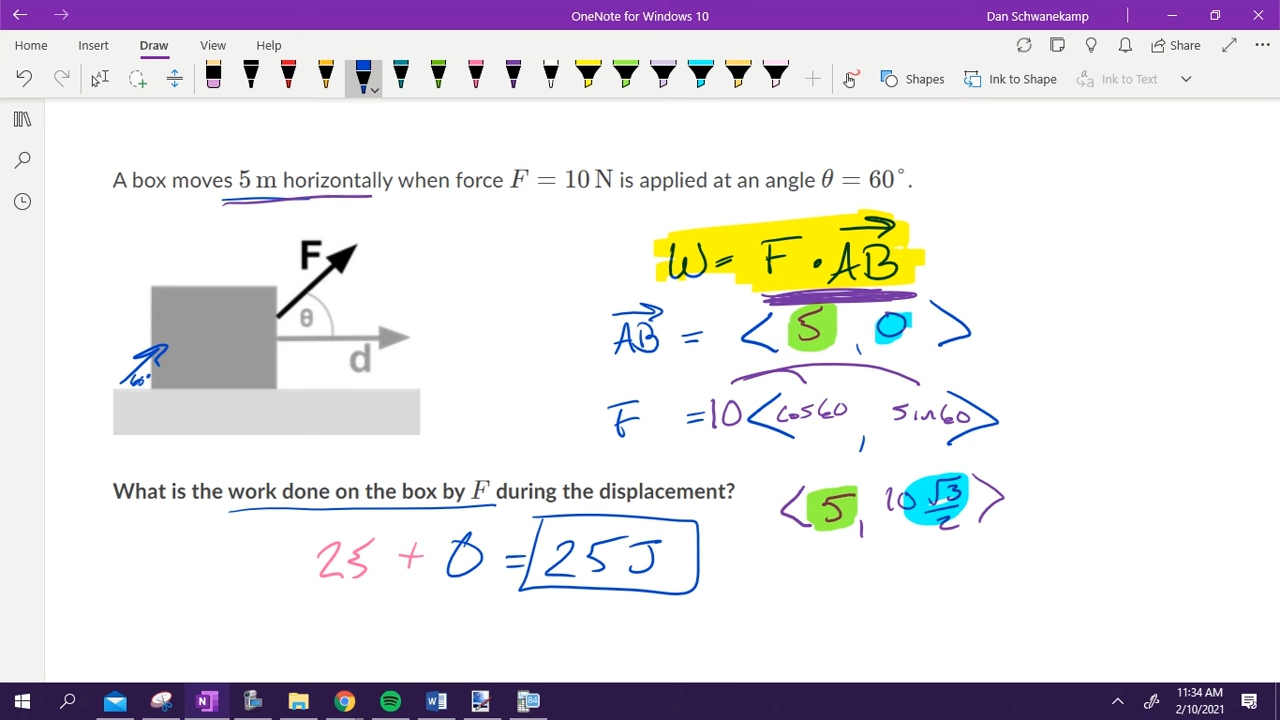 OneNote for Windows 10
Dan Schwanekamp
Home Insert Draw View Help
Share
Shapes
Ink to Shape
Ink to Text
A box moves 5 m horizontally when force F = 10 N is applied at an angle θ = 60°.
W = F · AB
F
θ
d
60°
AB = < 5 , 0 >
F = 10 < cos60 , sin60 >
What is the work done on the box by F during the displacement?
< 5 , 10 √3/2 >
25 + 0 = 25 J
11:34 AM
2/10/2021